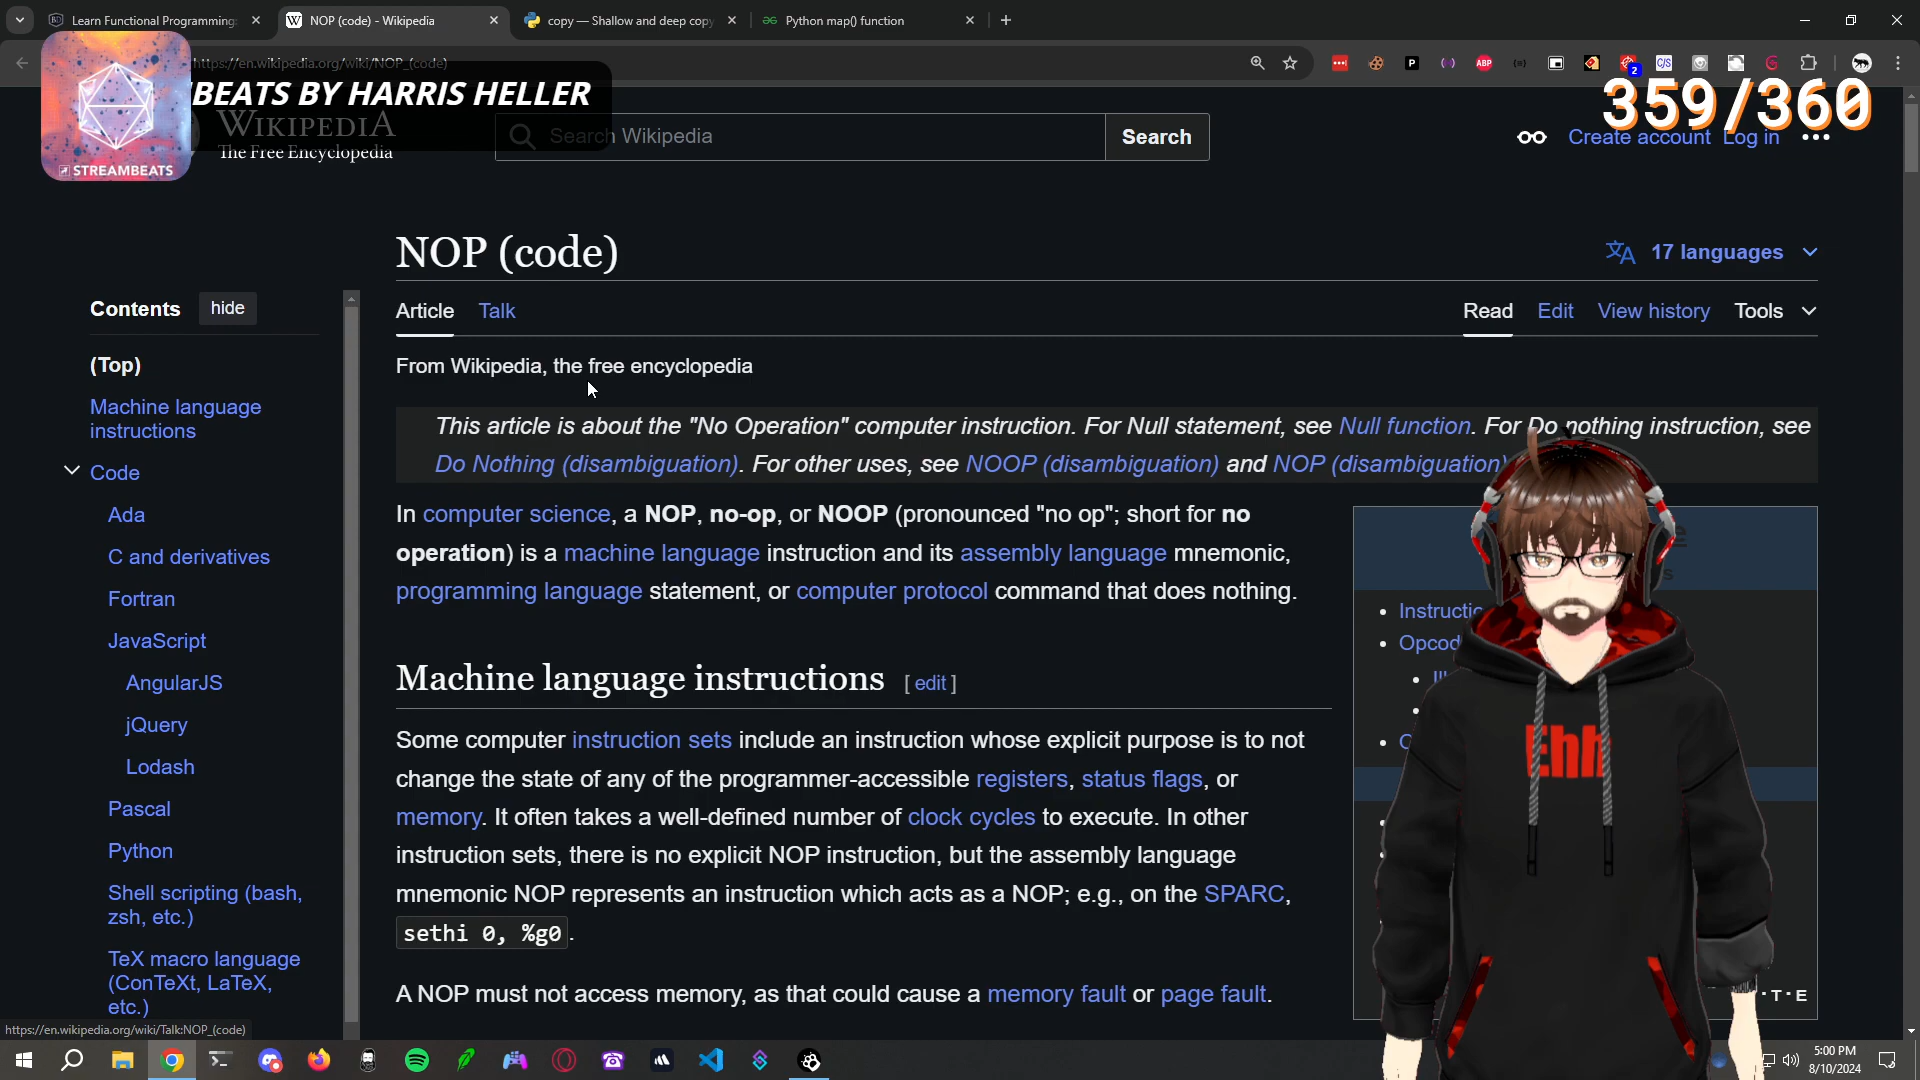 Learn Functional Programming:
NOP (code) - Wikipedia
copy — Shallow and deep copy
Python map() function
https://en.wikipedia.org/wiki/NOP_(code)
BEATS BY HARRIS HELLER
STREAMBEATS
359/360
WIKIPEDIA
The Free Encyclopedia
Search Wikipedia
Search
Create account
Log in
NOP (code)
17 languages
Contents
hide
Article
Talk
Read
Edit
View history
Tools
(Top)
Machine language
instructions
Code
Ada
C and derivatives
Fortran
JavaScript
AngularJS
jQuery
Lodash
Pascal
Python
Shell scripting (bash,
zsh, etc.)
TeX macro language
(ConTeXt, LaTeX,
etc.)
From Wikipedia, the free encyclopedia
This article is about the "No Operation" computer instruction. For Null statement, see Null function. For Do nothing instruction, see
Do Nothing (disambiguation). For other uses, see NOOP (disambiguation) and NOP (disambiguation)
In computer science, a NOP, no-op, or NOOP (pronounced "no op"; short for no
operation) is a machine language instruction and its assembly language mnemonic,
programming language statement, or computer protocol command that does nothing.
Machine language instructions [ edit ]
Some computer instruction sets include an instruction whose explicit purpose is to not
change the state of any of the programmer-accessible registers, status flags, or
memory. It often takes a well-defined number of clock cycles to execute. In other
instruction sets, there is no explicit NOP instruction, but the assembly language
mnemonic NOP represents an instruction which acts as a NOP; e.g., on the SPARC,
sethi 0, %g0.
A NOP must not access memory, as that could cause a memory fault or page fault.
Instructio
Opcod
Ehh
· T · E
https://en.wikipedia.org/wiki/Talk:NOP_(code)
5:00 PM
8/10/2024